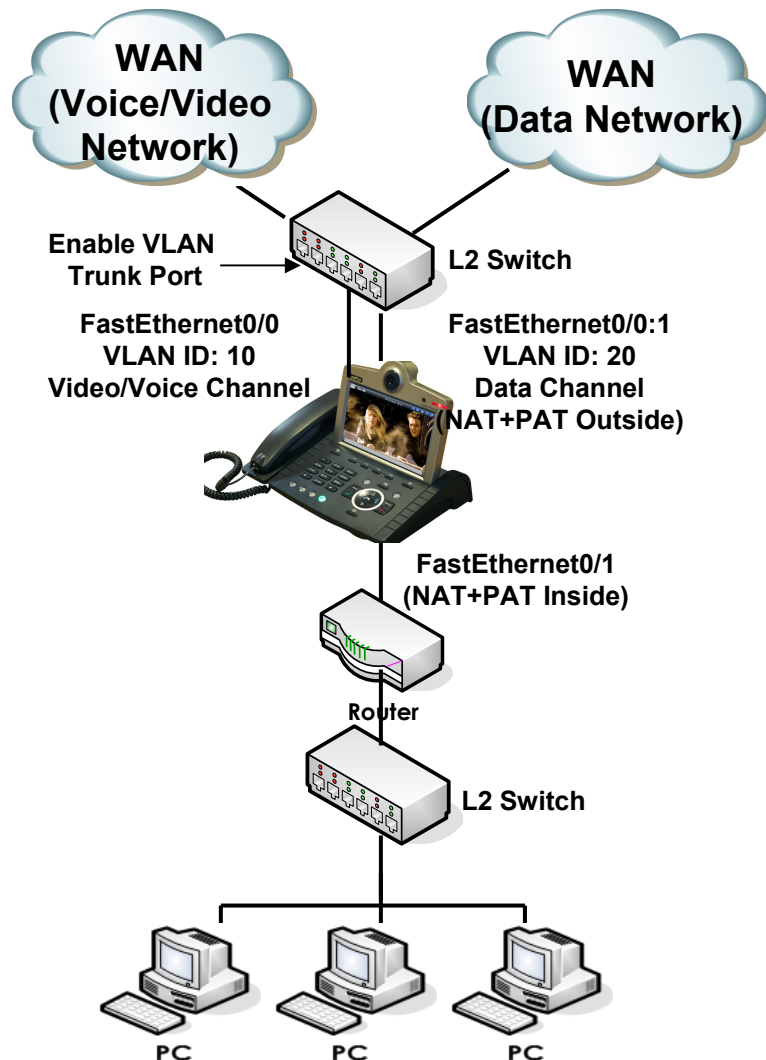 WAN
(Voice/Video
Network)
WAN
(Data Network)
Enable VLAN
Trunk Port
L2 Switch
FastEthernet0/0
VLAN ID: 10
Video/Voice Channel
FastEthernet0/0:1
VLAN ID: 20
Data Channel
(NAT+PAT Outside)
FastEthernet0/1
(NAT+PAT Inside)
Router
L2 Switch
PC
PC
PC